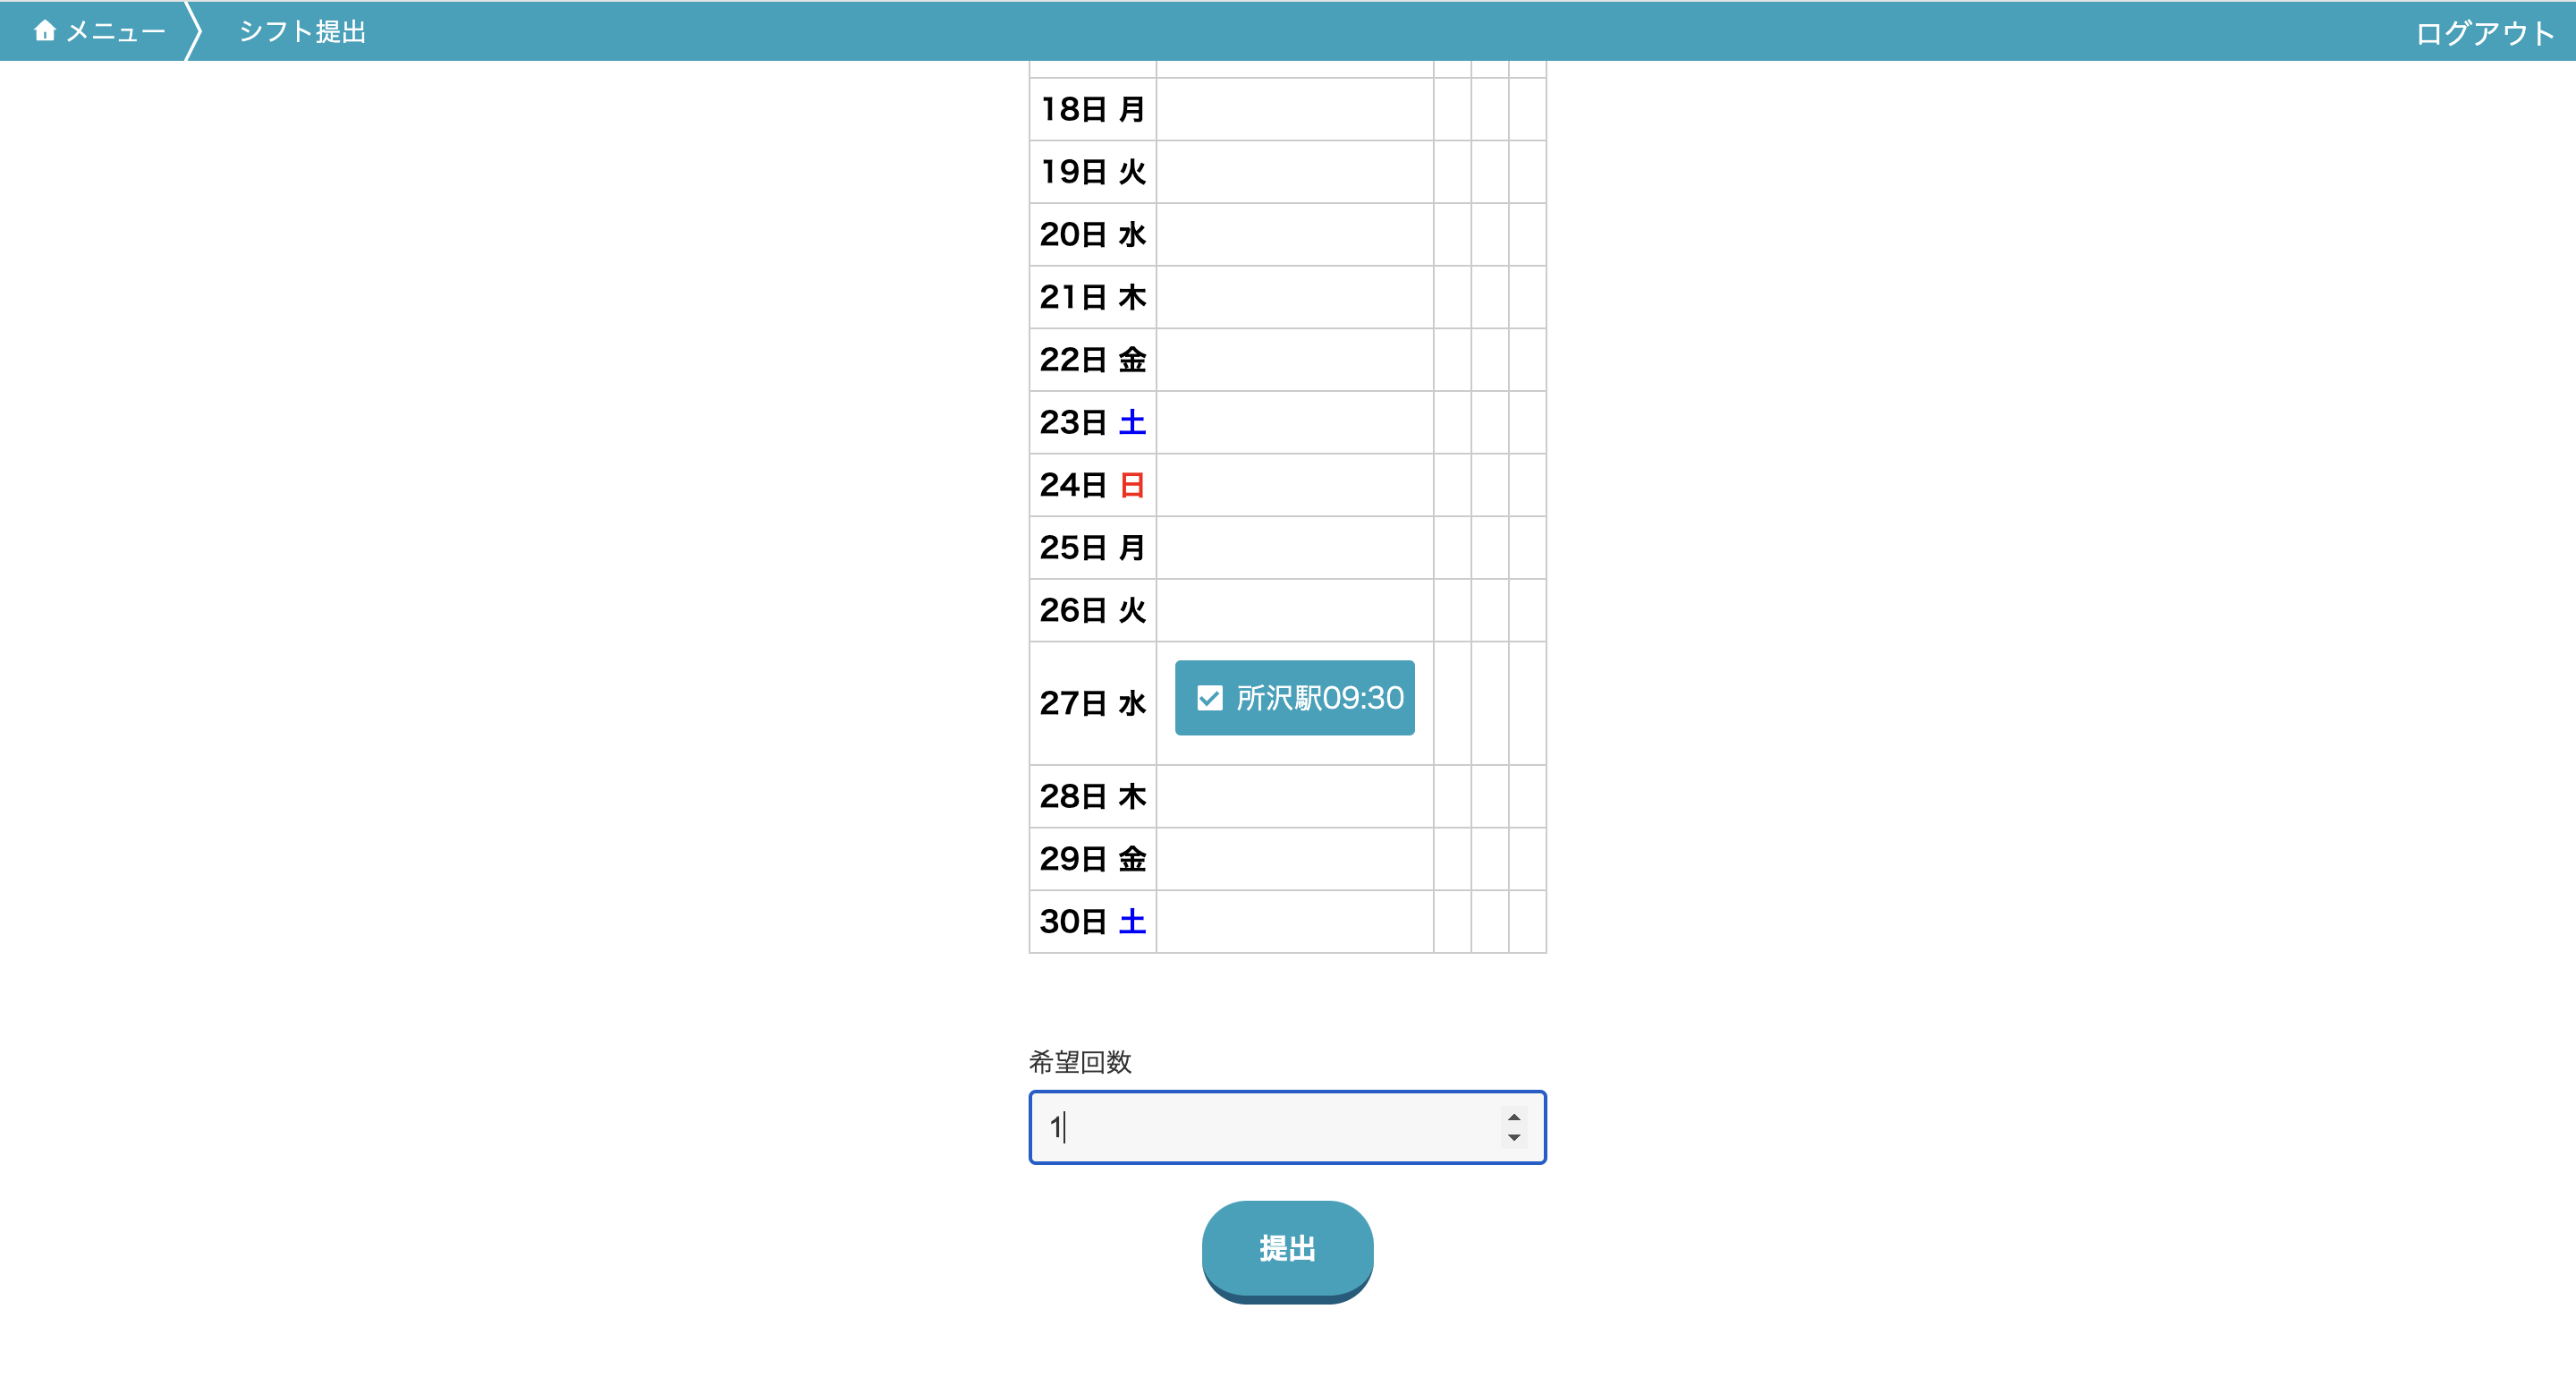 メニュー シフト提出 ログアウト
18日 月
19日 火
20日 水
21日 木
22日 金
23日 土
24日 日
25日 月
26日 火
27日 水 所沢駅09:30
28日 木
29日 金
30日 土
希望回数
1
提出